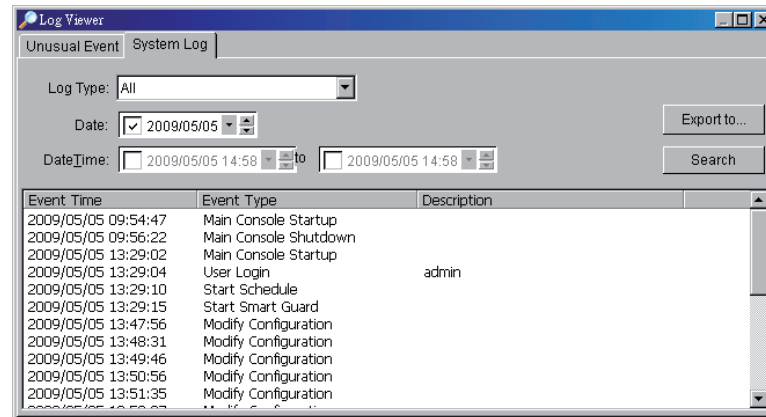 Log Viewer
Unusual Event System Log
Log Type: All
Date: 2009/05/05
Export to...
DateTime: 2009/05/05 14:58 to 2009/05/05 14:58
Search
Event Time Event Type Description
2009/05/05 09:54:47 Main Console Startup
2009/05/05 09:56:22 Main Console Shutdown
2009/05/05 13:29:02 Main Console Startup
2009/05/05 13:29:04 User Login admin
2009/05/05 13:29:10 Start Schedule
2009/05/05 13:29:15 Start Smart Guard
2009/05/05 13:47:56 Modify Configuration
2009/05/05 13:48:31 Modify Configuration
2009/05/05 13:49:46 Modify Configuration
2009/05/05 13:50:56 Modify Configuration
2009/05/05 13:51:35 Modify Configuration